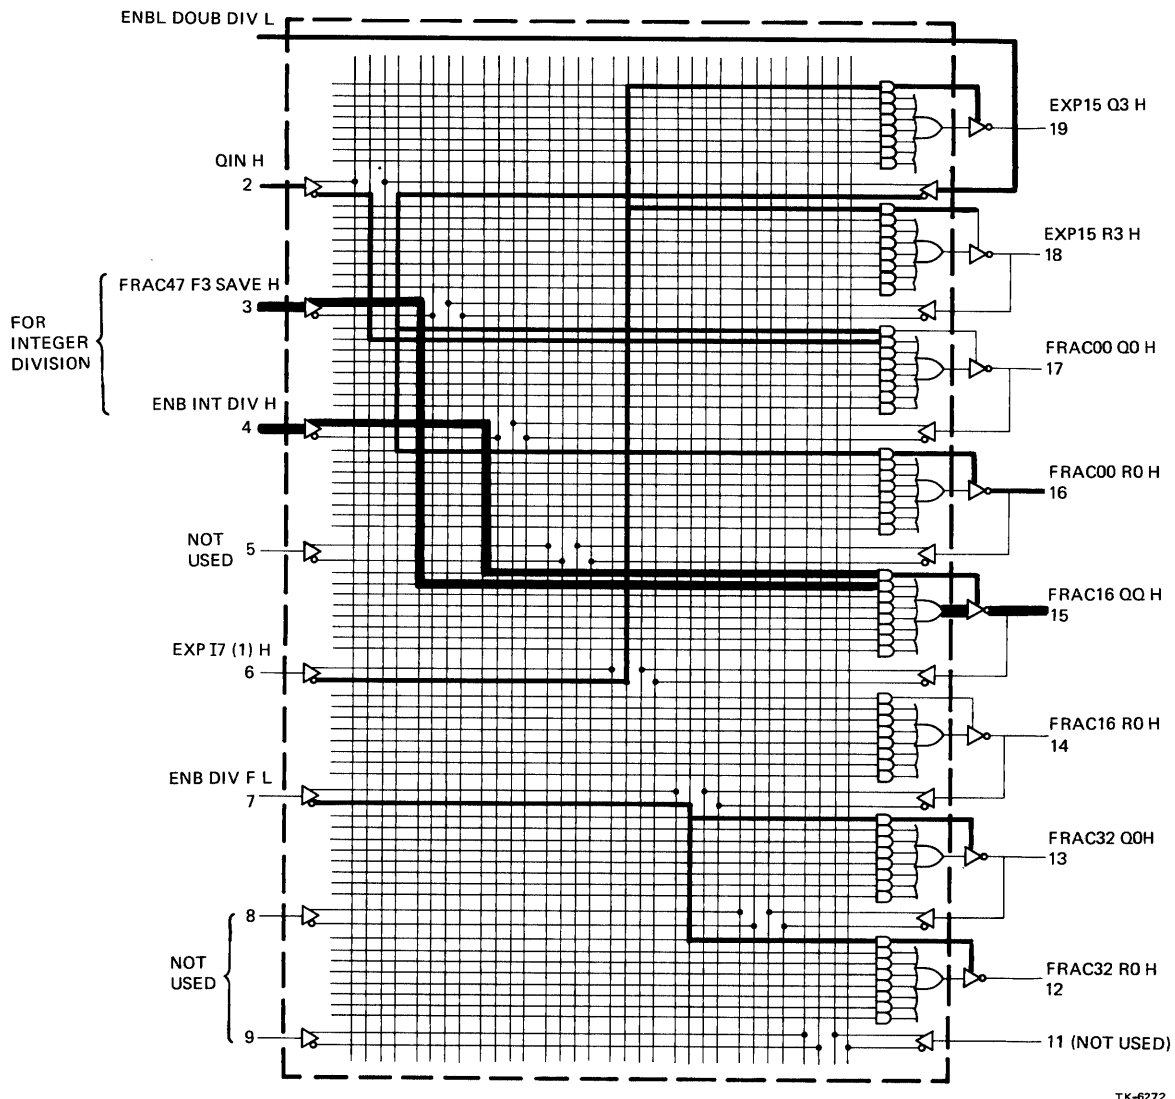 ENBL DOUB DIV L
EXP15 Q3 H
19
QIN H
2
EXP15 R3 H
18
FRAC47 F3 SAVE H
3
FOR
INTEGER
DIVISION
FRAC00 Q0 H
17
ENB INT DIV H
4
FRAC00 R0 H
16
NOT
USED
5
FRAC16 QQ H
15
EXP I7 (1) H
6
FRAC16 R0 H
14
ENB DIV F L
7
FRAC32 Q0H
13
8
NOT
USED
FRAC32 R0 H
12
9
11 (NOT USED)
TK-6272